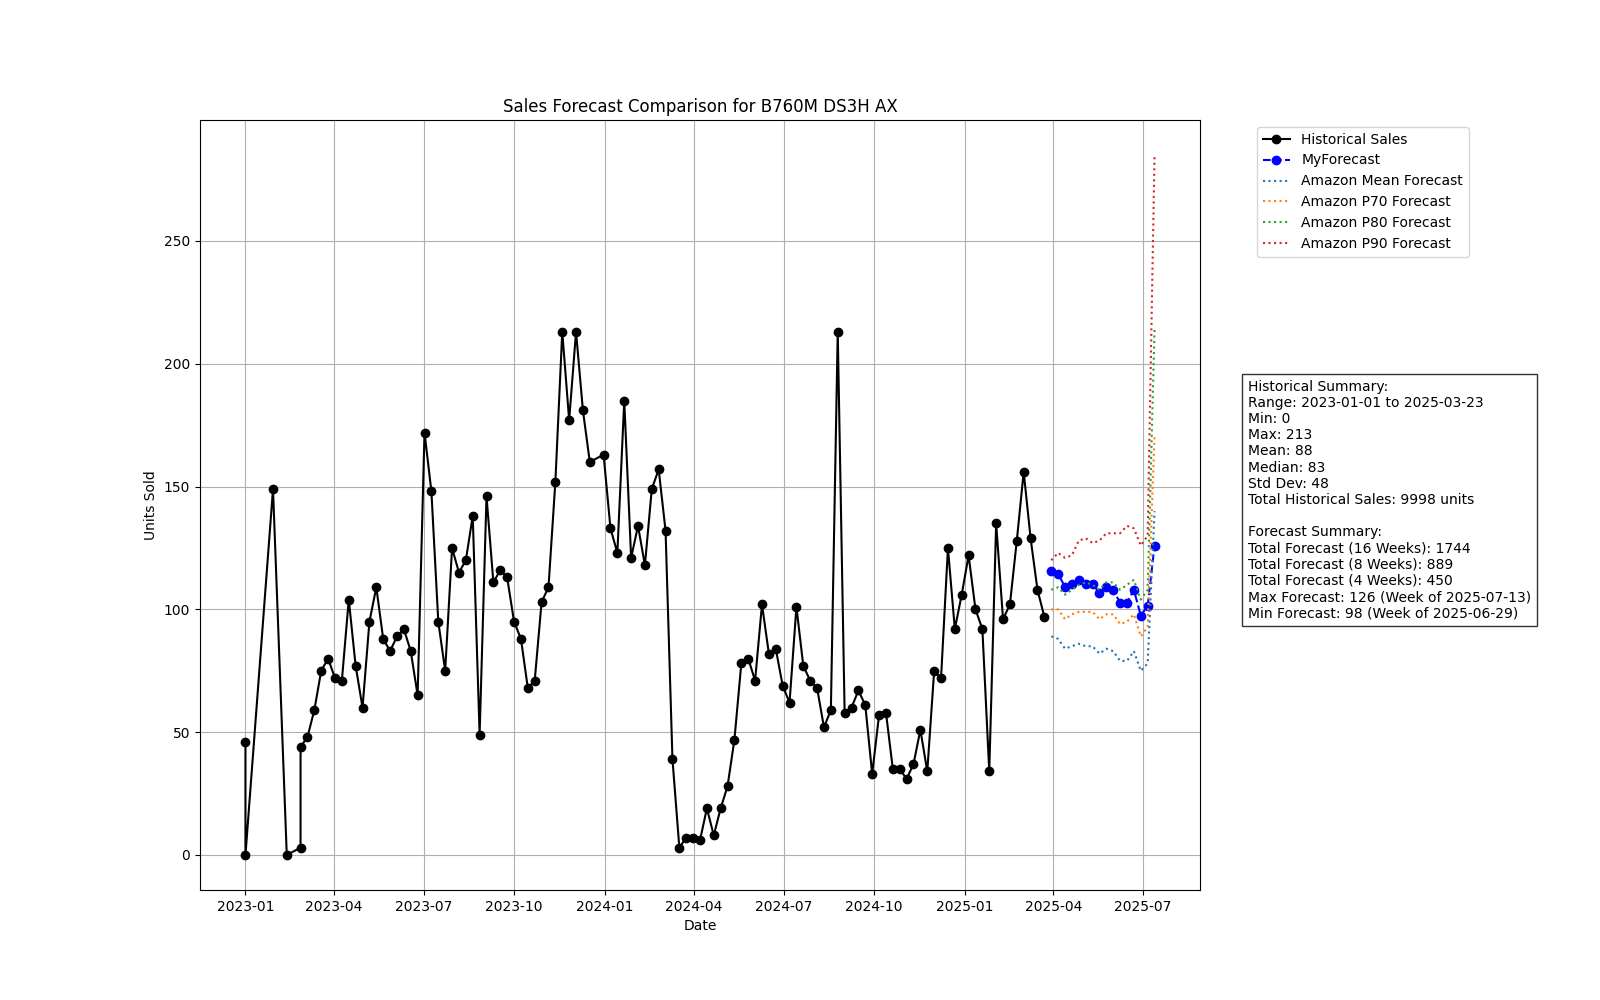 Sales Forecast Comparison for B760M DS3H AX
Historical Sales
MyForecast
Amazon Mean Forecast
Amazon P70 Forecast
Amazon P80 Forecast
Amazon P90 Forecast
250
200
150
100
50
0
Units Sold
Historical Summary:
Range: 2023-01-01 to 2025-03-23
Min: 0
Max: 213
Mean: 88
Median: 83
Std Dev: 48
Total Historical Sales: 9998 units
Forecast Summary:
Total Forecast (16 Weeks): 1744
Total Forecast (8 Weeks): 889
Total Forecast (4 Weeks): 450
Max Forecast: 126 (Week of 2025-07-13)
Min Forecast: 98 (Week of 2025-06-29)
2023-01 2023-04 2023-07 2023-10 2024-01 2024-04 2024-07 2024-10 2025-01 2025-04 2025-07
Date